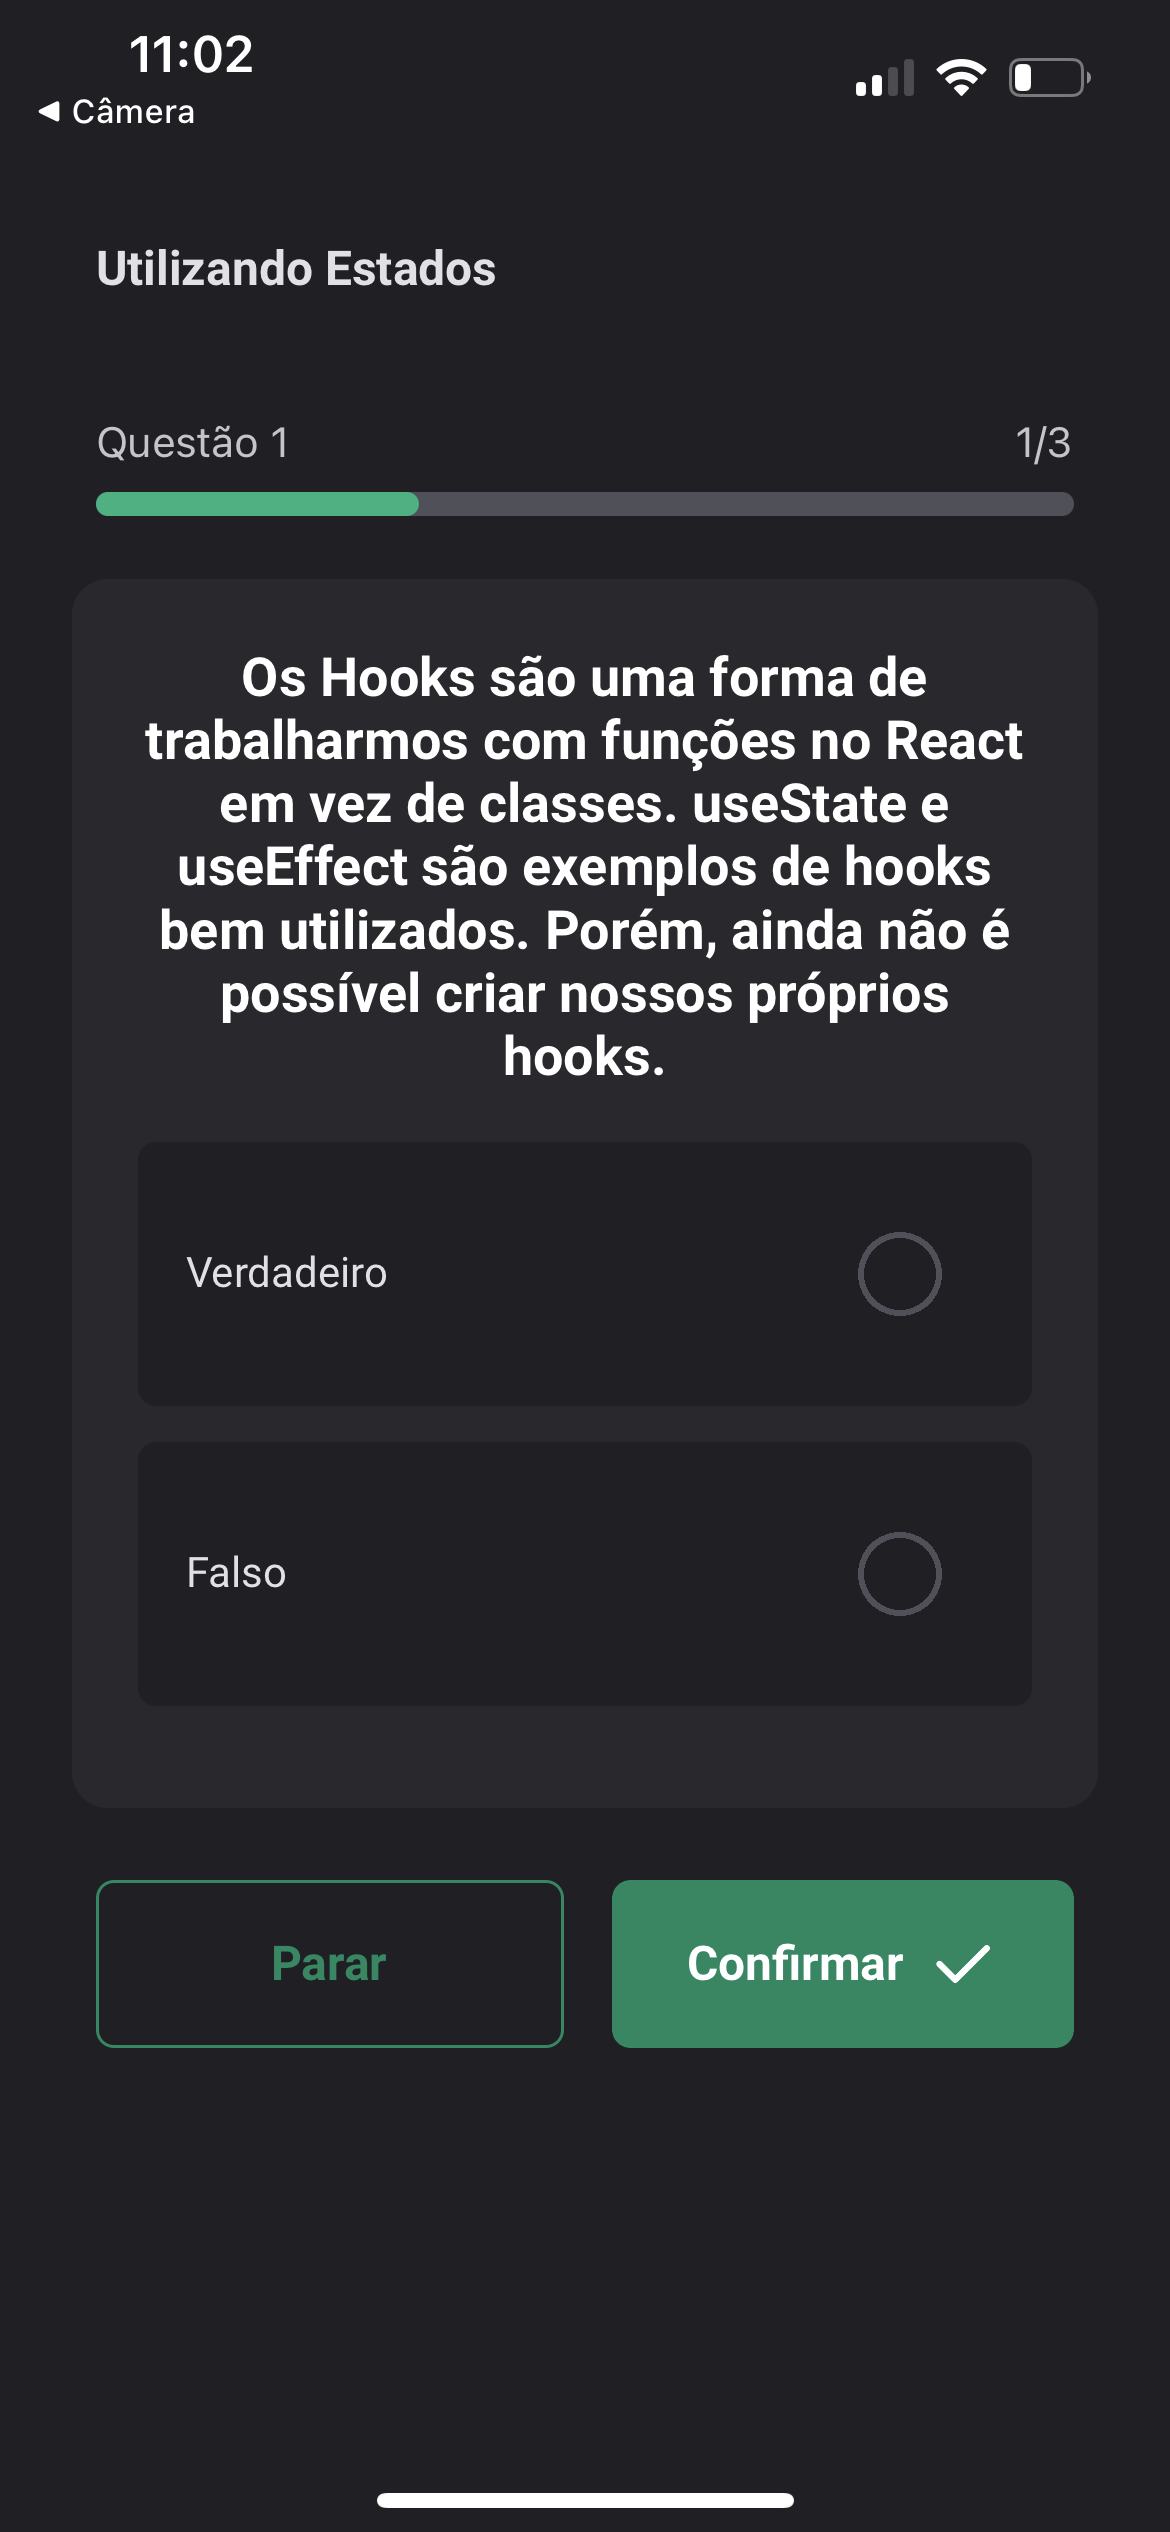 11:02
◀ Câmera
Utilizando Estados
Questão 1
1/3
Os Hooks são uma forma de
trabalharmos com funções no React
em vez de classes. useState e
useEffect são exemplos de hooks
bem utilizados. Porém, ainda não é
possível criar nossos próprios
hooks.
Verdadeiro
Falso
Parar
Confirmar